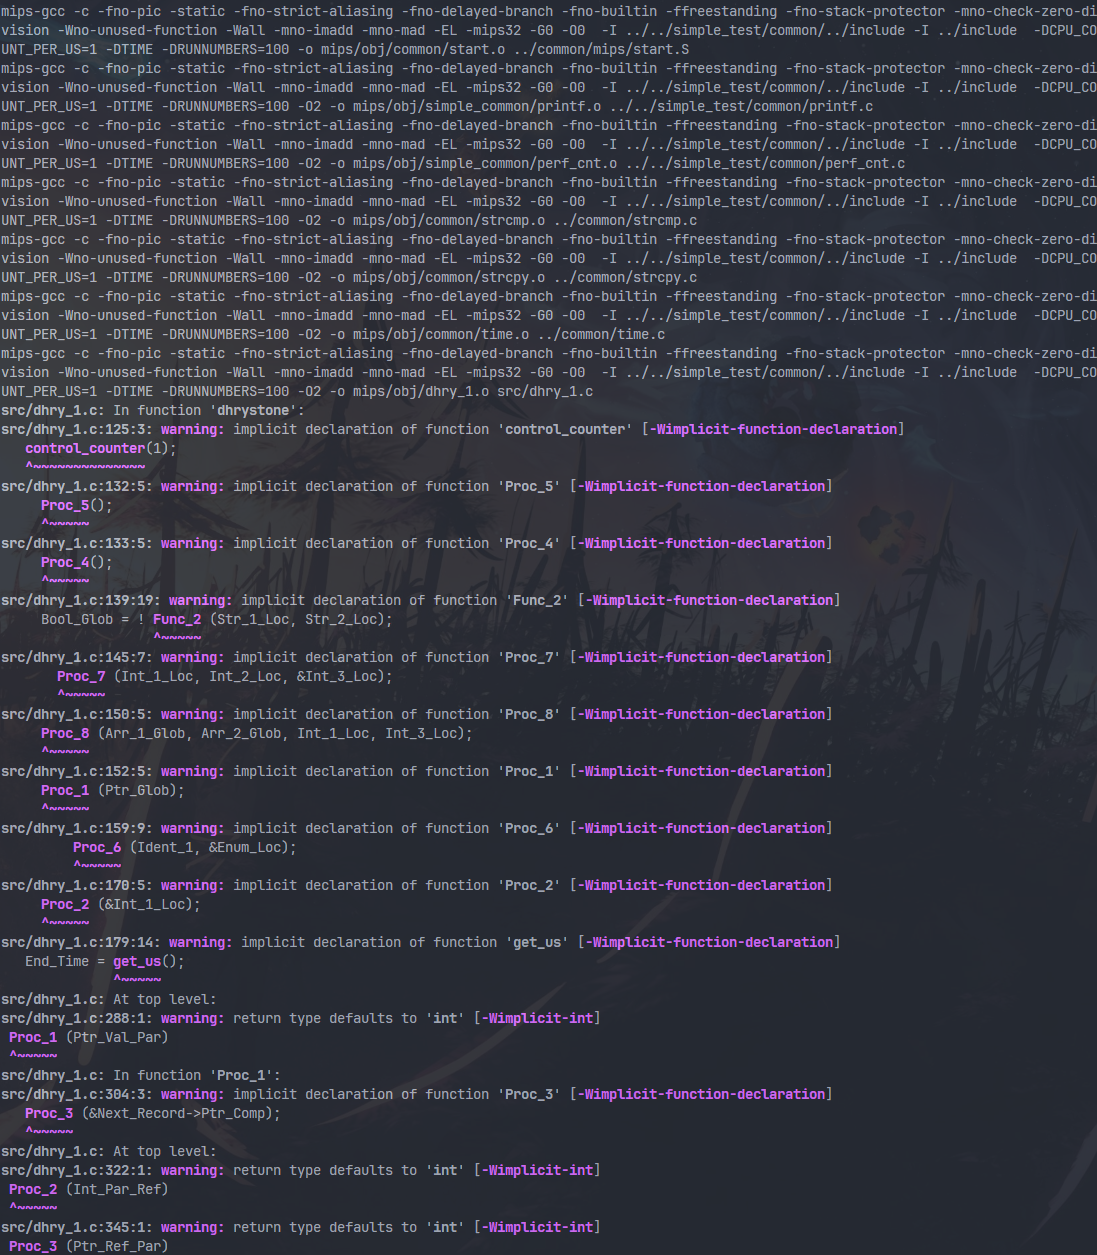 mips-gcc -c -fno-pic -static -fno-strict-aliasing -fno-delayed-branch -fno-builtin -ffreestanding -fno-stack-protector -mno-check-zero-di
vision -Wno-unused-function -Wall -mno-imadd -mno-mad -EL -mips32 -G0 -O0  -I ../../simple_test/common/../include -I ../include  -DCPU_CO
UNT_PER_US=1 -DTIME -DRUNNUMBERS=100 -o mips/obj/common/start.o ../common/mips/start.S
mips-gcc -c -fno-pic -static -fno-strict-aliasing -fno-delayed-branch -fno-builtin -ffreestanding -fno-stack-protector -mno-check-zero-di
vision -Wno-unused-function -Wall -mno-imadd -mno-mad -EL -mips32 -G0 -O0  -I ../../simple_test/common/../include -I ../include  -DCPU_CO
UNT_PER_US=1 -DTIME -DRUNNUMBERS=100 -O2 -o mips/obj/simple_common/printf.o ../../simple_test/common/printf.c
mips-gcc -c -fno-pic -static -fno-strict-aliasing -fno-delayed-branch -fno-builtin -ffreestanding -fno-stack-protector -mno-check-zero-di
vision -Wno-unused-function -Wall -mno-imadd -mno-mad -EL -mips32 -G0 -O0  -I ../../simple_test/common/../include -I ../include  -DCPU_CO
UNT_PER_US=1 -DTIME -DRUNNUMBERS=100 -O2 -o mips/obj/simple_common/perf_cnt.o ../../simple_test/common/perf_cnt.c
mips-gcc -c -fno-pic -static -fno-strict-aliasing -fno-delayed-branch -fno-builtin -ffreestanding -fno-stack-protector -mno-check-zero-di
vision -Wno-unused-function -Wall -mno-imadd -mno-mad -EL -mips32 -G0 -O0  -I ../../simple_test/common/../include -I ../include  -DCPU_CO
UNT_PER_US=1 -DTIME -DRUNNUMBERS=100 -O2 -o mips/obj/common/strcmp.o ../common/strcmp.c
mips-gcc -c -fno-pic -static -fno-strict-aliasing -fno-delayed-branch -fno-builtin -ffreestanding -fno-stack-protector -mno-check-zero-di
vision -Wno-unused-function -Wall -mno-imadd -mno-mad -EL -mips32 -G0 -O0  -I ../../simple_test/common/../include -I ../include  -DCPU_CO
UNT_PER_US=1 -DTIME -DRUNNUMBERS=100 -O2 -o mips/obj/common/strcpy.o ../common/strcpy.c
mips-gcc -c -fno-pic -static -fno-strict-aliasing -fno-delayed-branch -fno-builtin -ffreestanding -fno-stack-protector -mno-check-zero-di
vision -Wno-unused-function -Wall -mno-imadd -mno-mad -EL -mips32 -G0 -O0  -I ../../simple_test/common/../include -I ../include  -DCPU_CO
UNT_PER_US=1 -DTIME -DRUNNUMBERS=100 -O2 -o mips/obj/common/time.o ../common/time.c
mips-gcc -c -fno-pic -static -fno-strict-aliasing -fno-delayed-branch -fno-builtin -ffreestanding -fno-stack-protector -mno-check-zero-di
vision -Wno-unused-function -Wall -mno-imadd -mno-mad -EL -mips32 -G0 -O0  -I ../../simple_test/common/../include -I ../include  -DCPU_CO
UNT_PER_US=1 -DTIME -DRUNNUMBERS=100 -O2 -o mips/obj/dhry_1.o src/dhry_1.c
src/dhry_1.c: In function 'dhrystone':
src/dhry_1.c:125:3: warning: implicit declaration of function 'control_counter' [-Wimplicit-function-declaration]
   control_counter(1);
   ^~~~~~~~~~~~~~~
src/dhry_1.c:132:5: warning: implicit declaration of function 'Proc_5' [-Wimplicit-function-declaration]
     Proc_5();
     ^~~~~~
src/dhry_1.c:133:5: warning: implicit declaration of function 'Proc_4' [-Wimplicit-function-declaration]
     Proc_4();
     ^~~~~~
src/dhry_1.c:139:19: warning: implicit declaration of function 'Func_2' [-Wimplicit-function-declaration]
     Bool_Glob = ! Func_2 (Str_1_Loc, Str_2_Loc);
                   ^~~~~~
src/dhry_1.c:145:7: warning: implicit declaration of function 'Proc_7' [-Wimplicit-function-declaration]
       Proc_7 (Int_1_Loc, Int_2_Loc, &Int_3_Loc);
       ^~~~~~
src/dhry_1.c:150:5: warning: implicit declaration of function 'Proc_8' [-Wimplicit-function-declaration]
     Proc_8 (Arr_1_Glob, Arr_2_Glob, Int_1_Loc, Int_3_Loc);
     ^~~~~~
src/dhry_1.c:152:5: warning: implicit declaration of function 'Proc_1' [-Wimplicit-function-declaration]
     Proc_1 (Ptr_Glob);
     ^~~~~~
src/dhry_1.c:159:9: warning: implicit declaration of function 'Proc_6' [-Wimplicit-function-declaration]
         Proc_6 (Ident_1, &Enum_Loc);
         ^~~~~~
src/dhry_1.c:170:5: warning: implicit declaration of function 'Proc_2' [-Wimplicit-function-declaration]
     Proc_2 (&Int_1_Loc);
     ^~~~~~
src/dhry_1.c:179:14: warning: implicit declaration of function 'get_us' [-Wimplicit-function-declaration]
   End_Time = get_us();
              ^~~~~~
src/dhry_1.c: At top level:
src/dhry_1.c:288:1: warning: return type defaults to 'int' [-Wimplicit-int]
 Proc_1 (Ptr_Val_Par)
 ^~~~~~
src/dhry_1.c: In function 'Proc_1':
src/dhry_1.c:304:3: warning: implicit declaration of function 'Proc_3' [-Wimplicit-function-declaration]
   Proc_3 (&Next_Record->Ptr_Comp);
   ^~~~~~
src/dhry_1.c: At top level:
src/dhry_1.c:322:1: warning: return type defaults to 'int' [-Wimplicit-int]
 Proc_2 (Int_Par_Ref)
 ^~~~~~
src/dhry_1.c:345:1: warning: return type defaults to 'int' [-Wimplicit-int]
 Proc_3 (Ptr_Ref_Par)